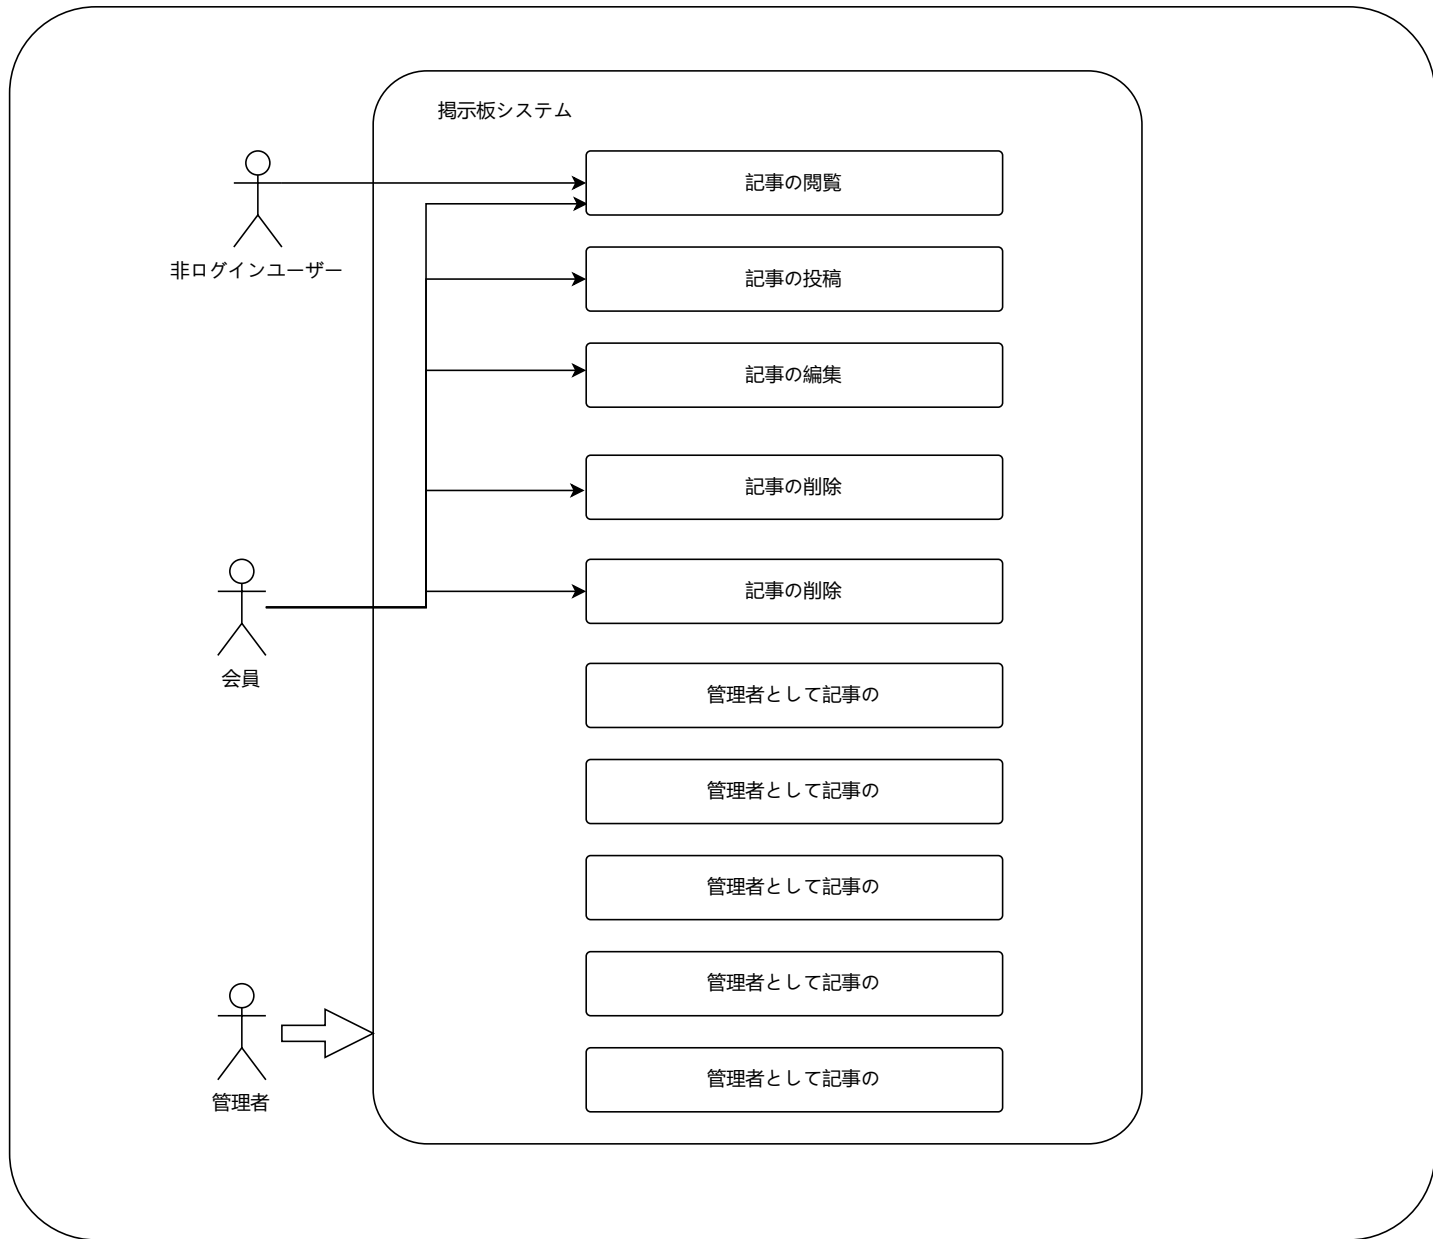 掲示板システム
記事の閲覧
非ログインユーザー
記事の投稿
記事の編集
記事の削除
記事の削除
会員
管理者として記事の
管理者として記事の
管理者として記事の
管理者として記事の
管理者として記事の
管理者